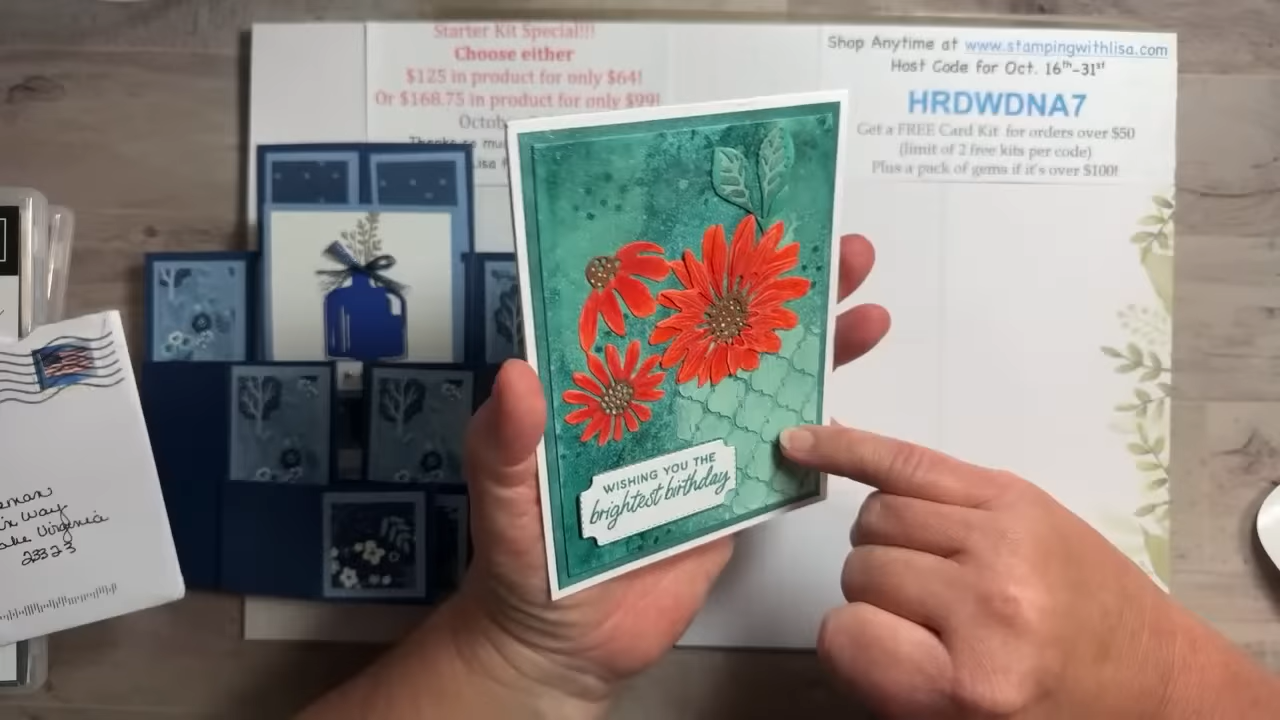 Starter Kit Special!!!
Choose either
$125 in product for only $64!
Or $168.75 in product for only $99!
Shop Anytime at www.stampingwithlisa.com
Host Code for Oct. 16th-31st
HRDWDNA7
Get a FREE Card Kit for orders over $50
(limit of 2 free kits per code)
Plus a pack of gems if it's over $100!
WISHING YOU THE
brightest birthday
Virginia
23323